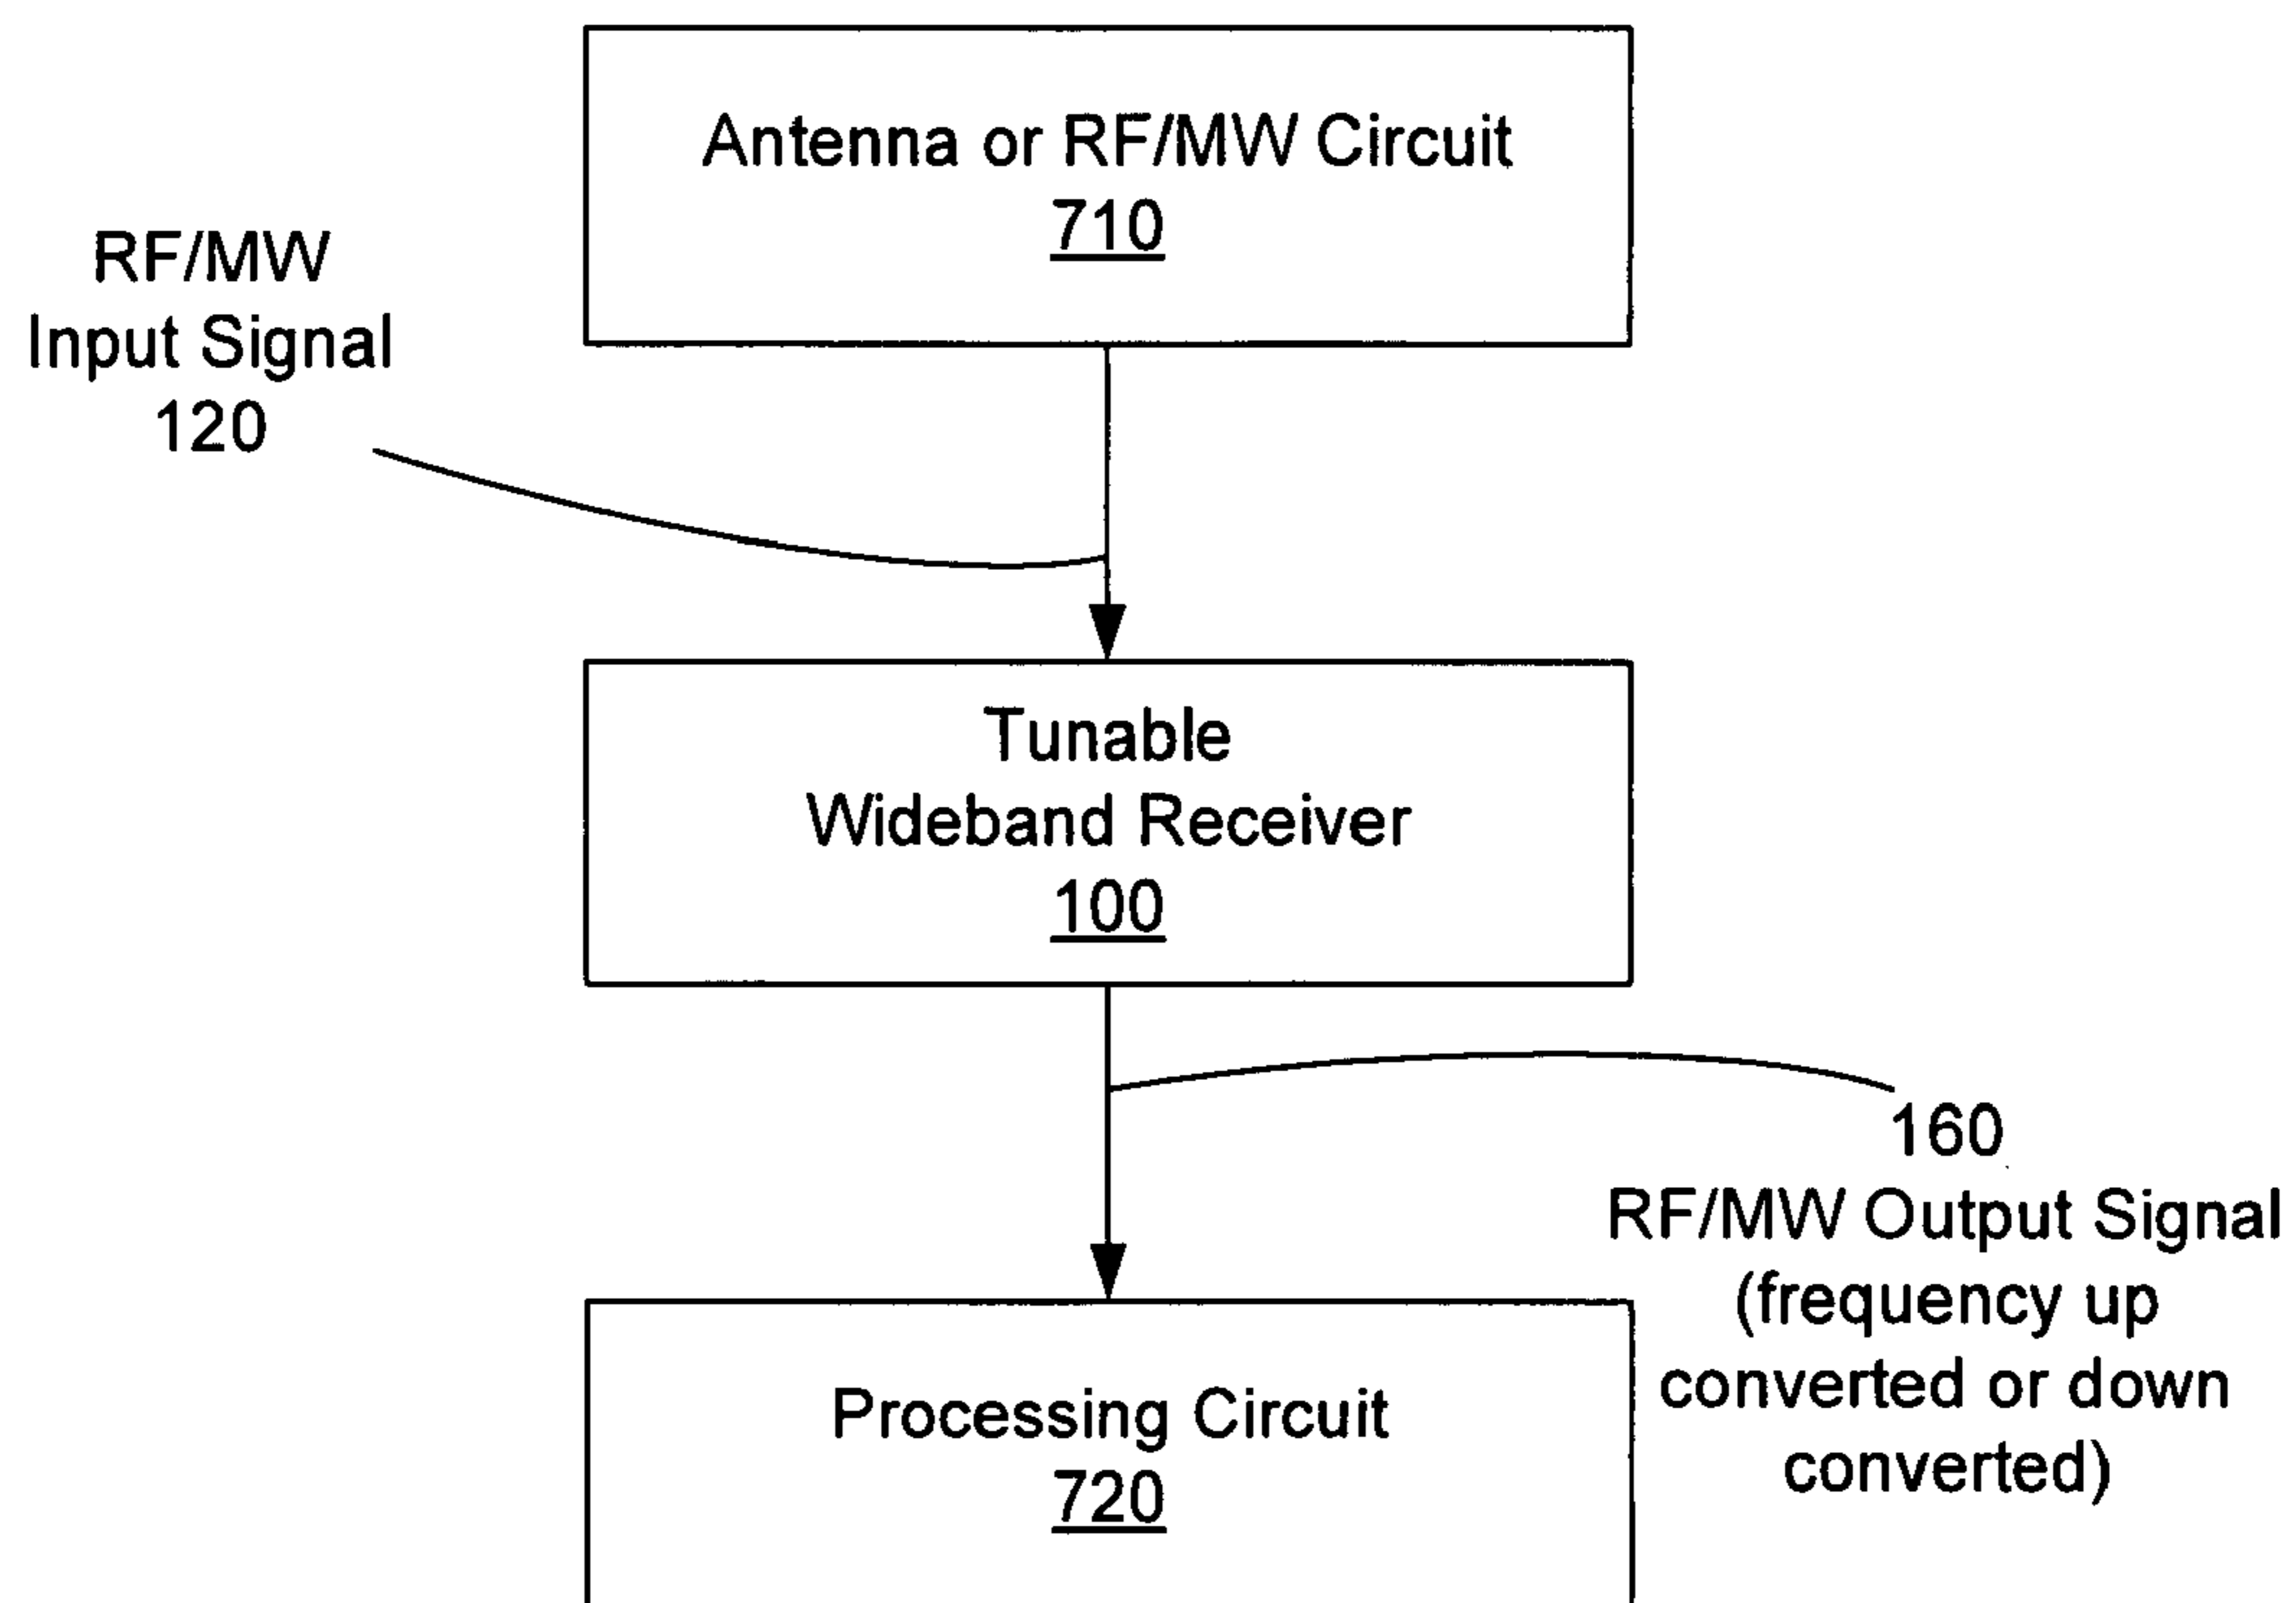 Antenna or RF/MW Circuit
710
RF/MW
Input Signal
120
Tunable
Wideband Receiver
100
160
RF/MW Output Signal
(frequency up
converted or down
converted)
Processing Circuit
720